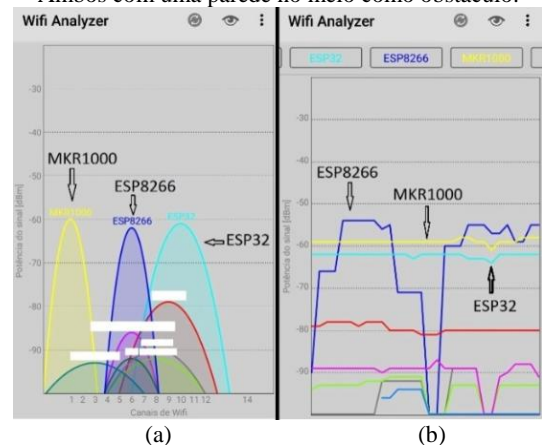 Ambos com uma parede no meio como obstáculo.
Wifi Analyzer
-30
-40
-50
-60
-70
-80
-90
MKR1000
ESP8266
ESP32
MKR1000
ESP8266
ESP32
Potência do sinal [dBm]
1 2 3 4 5 6 7 8 9 10 11 12 14
Canais de Wifi
(a)
Wifi Analyzer
ESP32
ESP8266
MKR1000
-30
-40
-50
-60
-70
-80
-90
ESP8266
MKR1000
ESP32
Potência do sinal [dBm]
(b)